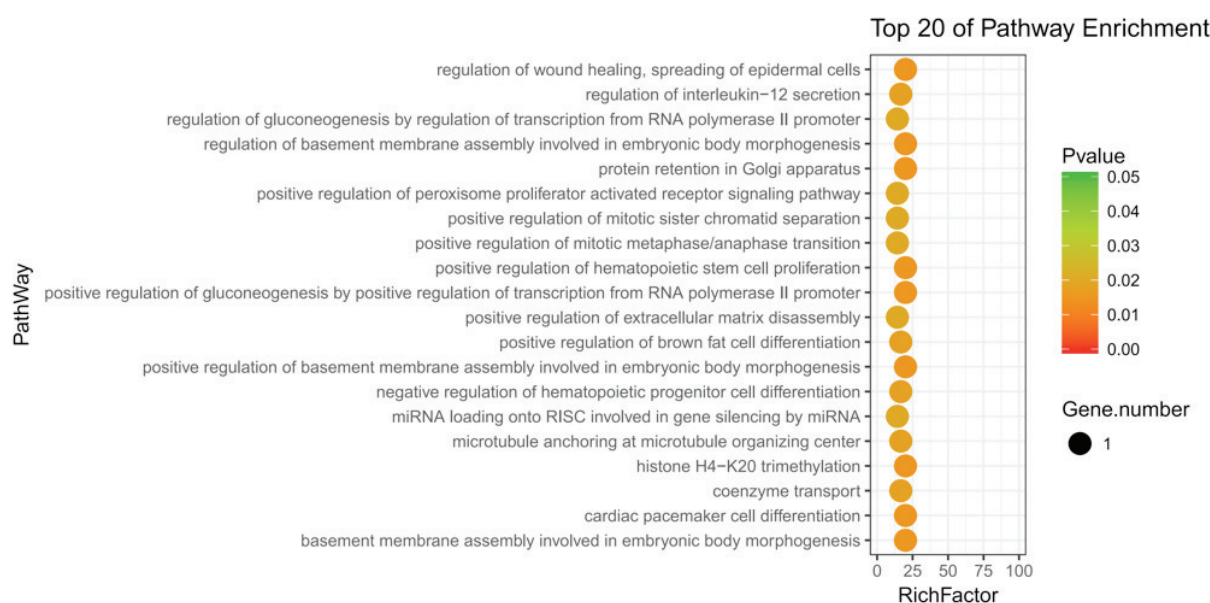 Top 20 of Pathway Enrichment
PathWay
regulation of wound healing, spreading of epidermal cells
regulation of interleukin−12 secretion
regulation of gluconeogenesis by regulation of transcription from RNA polymerase II promoter
regulation of basement membrane assembly involved in embryonic body morphogenesis
protein retention in Golgi apparatus
positive regulation of peroxisome proliferator activated receptor signaling pathway
positive regulation of mitotic sister chromatid separation
positive regulation of mitotic metaphase/anaphase transition
positive regulation of hematopoietic stem cell proliferation
positive regulation of gluconeogenesis by positive regulation of transcription from RNA polymerase II promoter
positive regulation of extracellular matrix disassembly
positive regulation of brown fat cell differentiation
positive regulation of basement membrane assembly involved in embryonic body morphogenesis
negative regulation of hematopoietic progenitor cell differentiation
miRNA loading onto RISC involved in gene silencing by miRNA
microtubule anchoring at microtubule organizing center
histone H4−K20 trimethylation
coenzyme transport
cardiac pacemaker cell differentiation
basement membrane assembly involved in embryonic body morphogenesis
0 25 50 75 100
RichFactor
Pvalue
0.05
0.04
0.03
0.02
0.01
0.00
Gene.number
1